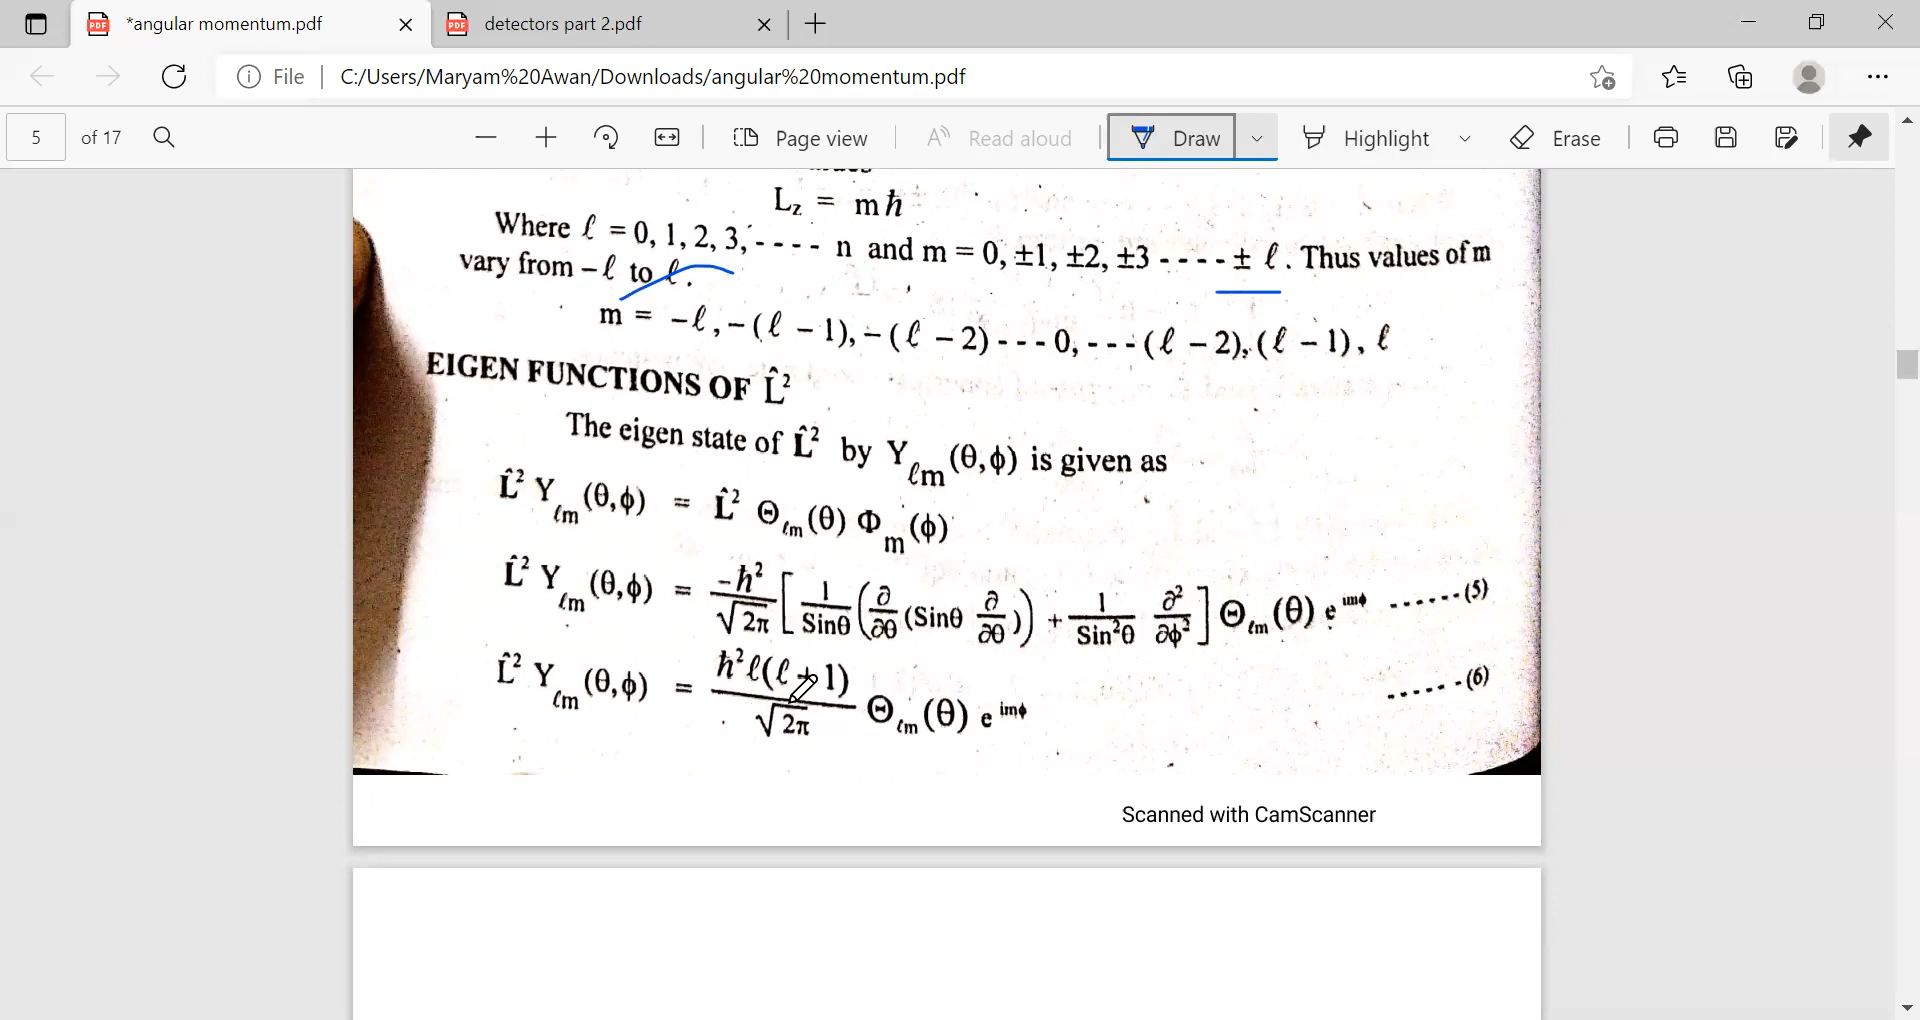 *angular momentum.pdf
detectors part 2.pdf
File C:/Users/Maryam%20Awan/Downloads/angular%20momentum.pdf
5 of 17 Page view Read aloud Draw Highlight Erase
L_z = mħ
Where ℓ = 0, 1, 2, 3, - - - - n and m = 0, ±1, ±2, ±3 - - - - ± ℓ. Thus values of m
vary from – ℓ to ℓ.
m = – ℓ, – (ℓ – 1), – (ℓ – 2) - - - 0, - - - (ℓ – 2), (ℓ – 1), ℓ
EIGEN FUNCTIONS OF L̂²
The eigen state of L̂² by Y_ℓm (θ,ϕ) is given as
L̂² Y_ℓm (θ,ϕ) = L̂² Θ_ℓm (θ) Φ_m (ϕ)
L̂² Y_ℓm (θ,ϕ) = -ħ²/√2π [ 1/Sinθ (∂/∂θ (Sinθ ∂/∂θ)) + 1/Sin²θ ∂²/∂ϕ² ] Θ_ℓm (θ) e^imϕ - - - - - - (5)
L̂² Y_ℓm (θ,ϕ) = ħ²ℓ(ℓ + 1)/√2π Θ_ℓm (θ) e^imϕ - - - - - - (6)
Scanned with CamScanner